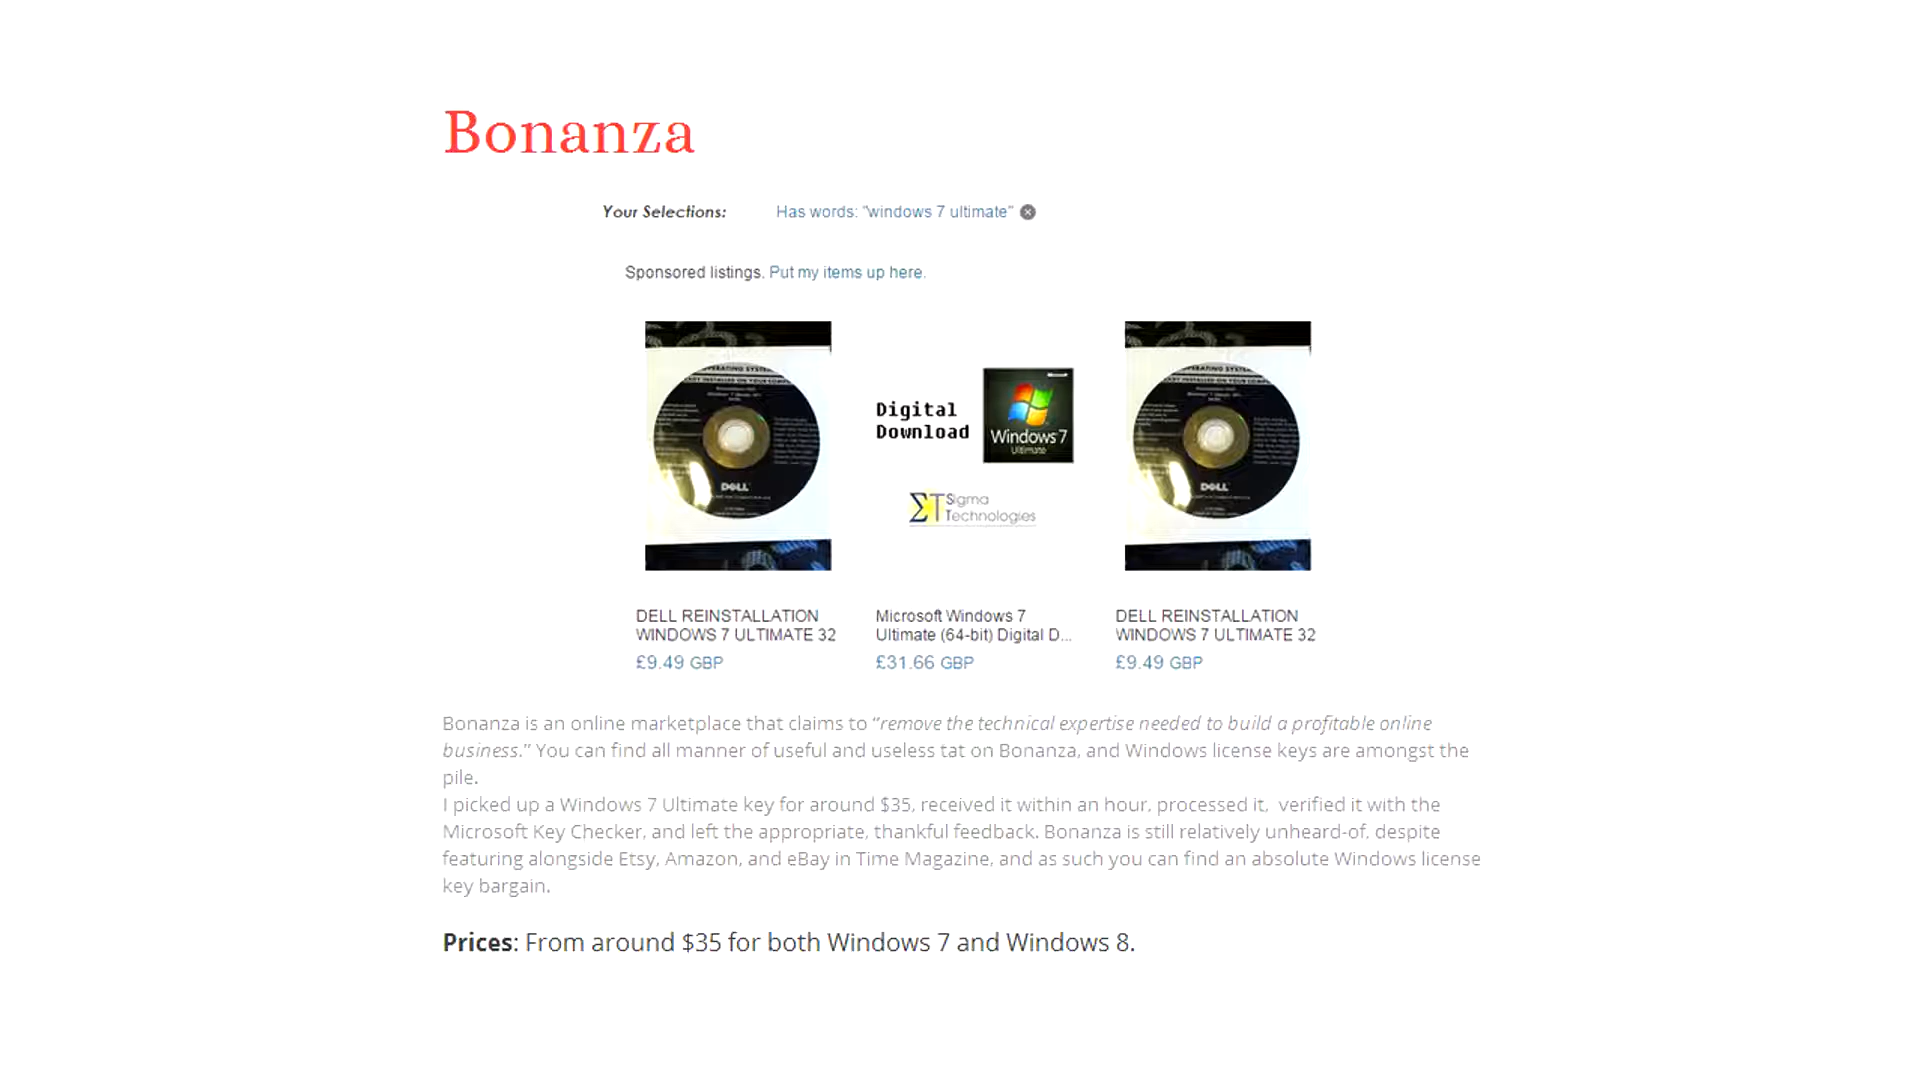 Bonanza
Your Selections: Has words: "windows 7 ultimate"
Sponsored listings. Put my items up here.
Digital
Download
Windows 7
Ultimate
Sigma
Technologies
DELL
DELL
DELL REINSTALLATION
WINDOWS 7 ULTIMATE 32
£9.49 GBP
Microsoft Windows 7
Ultimate (64-bit) Digital D...
£31.66 GBP
DELL REINSTALLATION
WINDOWS 7 ULTIMATE 32
£9.49 GBP
Bonanza is an online marketplace that claims to “remove the technical expertise needed to build a profitable online
business.” You can find all manner of useful and useless tat on Bonanza, and Windows license keys are amongst the
pile.
I picked up a Windows 7 Ultimate key for around $35, received it within an hour, processed it,  verified it with the
Microsoft Key Checker, and left the appropriate, thankful feedback. Bonanza is still relatively unheard-of, despite
featuring alongside Etsy, Amazon, and eBay in Time Magazine, and as such you can find an absolute Windows license
key bargain.
Prices: From around $35 for both Windows 7 and Windows 8.